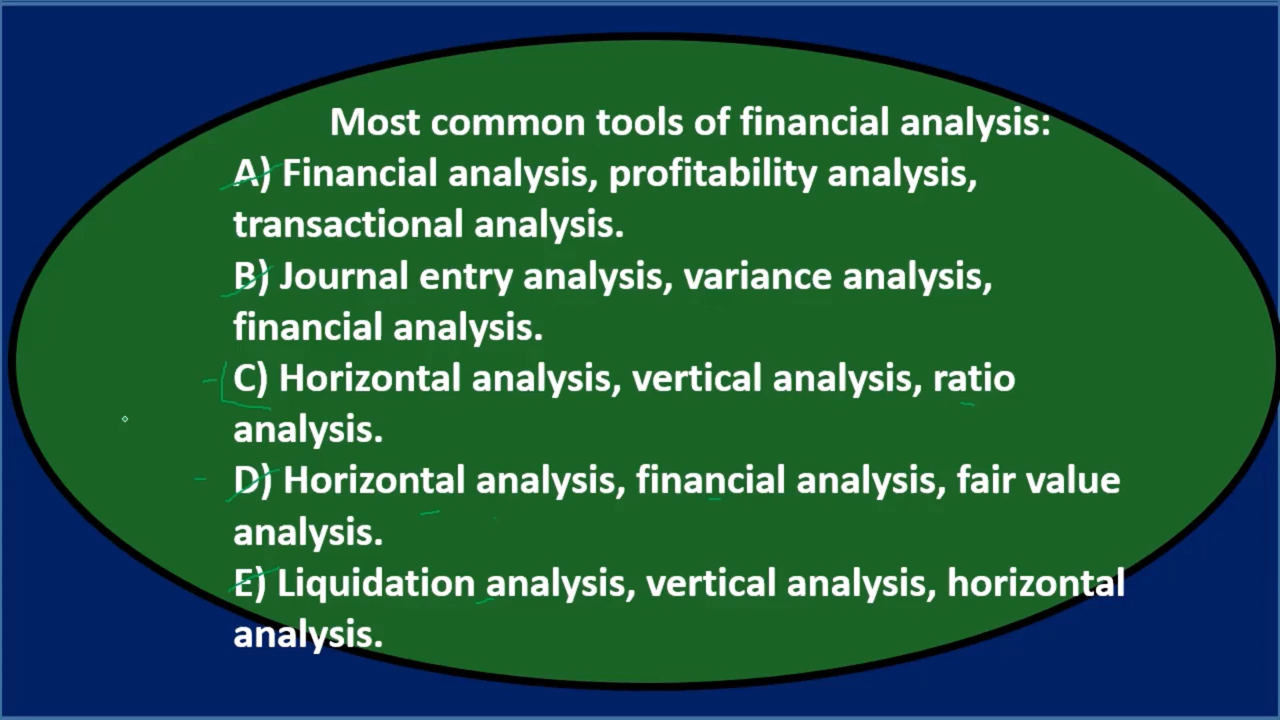 Most common tools of financial analysis:
A) Financial analysis, profitability analysis,
transactional analysis.
B) Journal entry analysis, variance analysis,
financial analysis.
C) Horizontal analysis, vertical analysis, ratio
analysis.
D) Horizontal analysis, financial analysis, fair value
analysis.
E) Liquidation analysis, vertical analysis, horizontal
analysis.